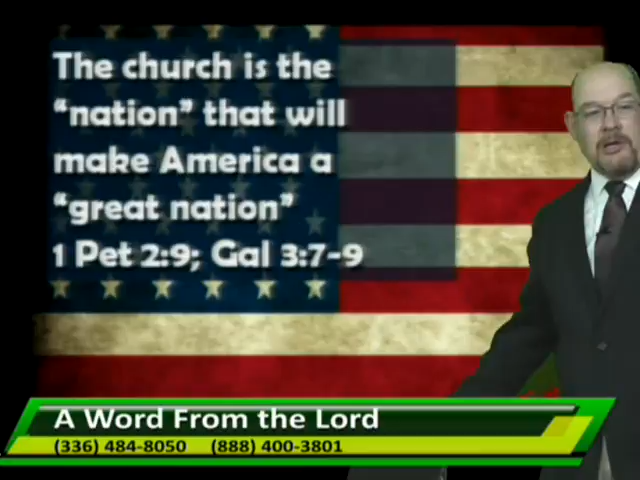 The church is the
“nation” that will
make America a
“great nation”
1 Pet 2:9; Gal 3:7-9
A Word From the Lord
(336) 484-8050 (888) 400-3801